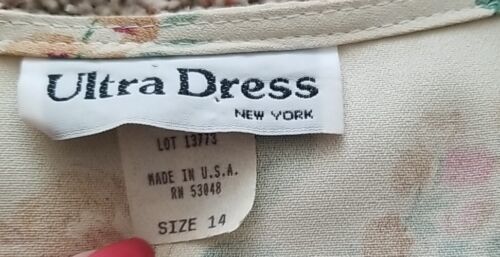 Ultra Dress
NEW YORK
LOT 13773
MADE IN U.S.A.
RN 53048
SIZE 14